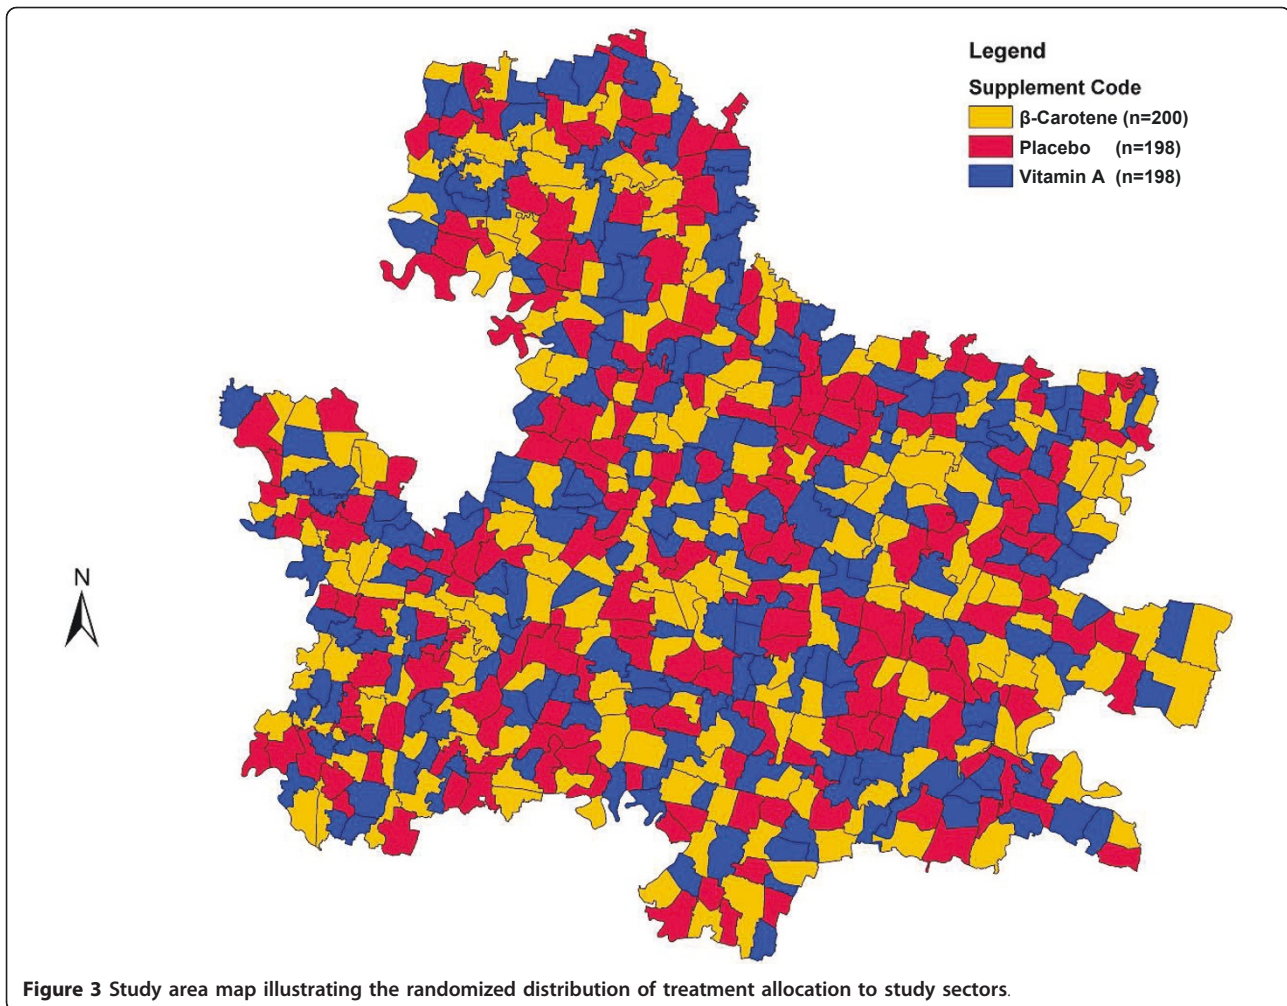 Legend
Supplement Code
β-Carotene (n=200)
Placebo (n=198)
Vitamin A (n=198)
N
Figure 3 Study area map illustrating the randomized distribution of treatment allocation to study sectors.